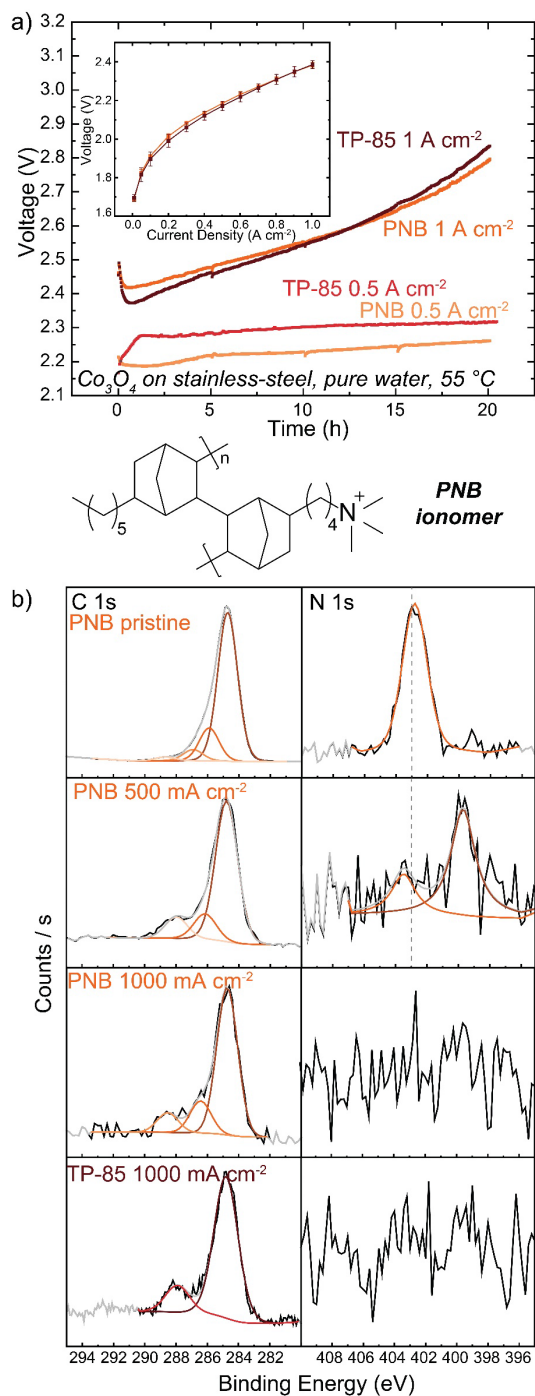 a)
3.2
3.1
3.0
2.9
2.8
2.7
2.6
2.5
2.4
2.3
2.2
2.1
Voltage (V)
2.4
2.2
2.0
1.8
1.6
Voltage (V)
0.0 0.2 0.4 0.6 0.8 1.0
Current Density (A cm⁻²)
TP-85 1 A cm⁻²
PNB 1 A cm⁻²
TP-85 0.5 A cm⁻²
PNB 0.5 A cm⁻²
Co₃O₄ on stainless-steel, pure water, 55 °C
0 5 10 15 20
Time (h)
n
5
4
N
+
PNB
ionomer
b)
C 1s
N 1s
PNB pristine
PNB 500 mA cm⁻²
PNB 1000 mA cm⁻²
TP-85 1000 mA cm⁻²
Counts / s
294 292 290 288 286 284 282
408 406 404 402 400 398 396
Binding Energy (eV)